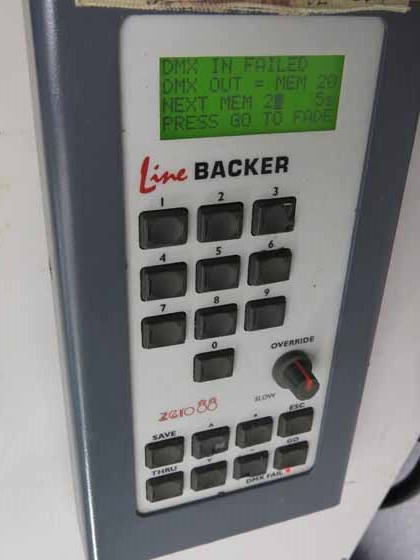 DMX IN FAILED
DMX OUT = MEM 20
NEXT MEM 2 5s
PRESS GO TO FADE
Line BACKER
1 2 3
4 5 6
7 8 9
0
OVERRIDE
SLOW
zero 88
SAVE ^ + ESC
THRU v - GO
DMX FAIL